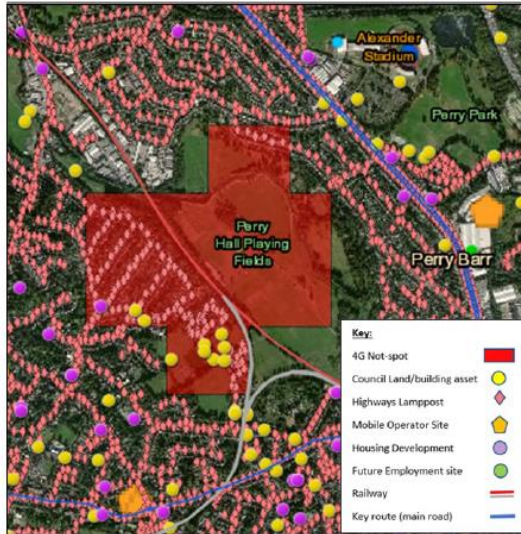 Alexander
Stadium
Perry Park
Perry
Hall Playing
Fields
Perry Barr
Key:
4G Not-spot
Council Land/building asset
Highways Lamppost
Mobile Operator Site
Housing Development
Future Employment site
Railway
Key route (main road)